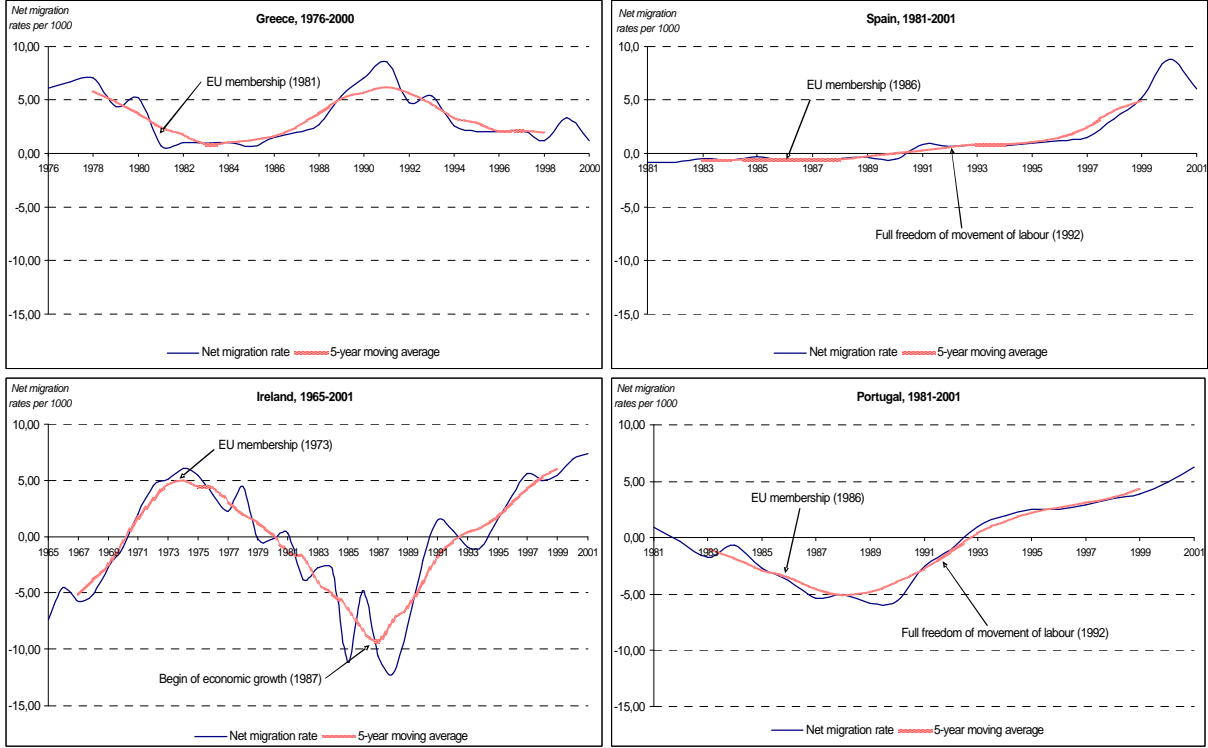 Net migration
rates per 1000
Greece, 1976-2000
10,00
5,00
0,00
-5,00
-10,00
-15,00
1976 1978 1980 1982 1984 1986 1988 1990 1992 1994 1996 1998 2000
EU membership (1981)
Net migration rate 5-year moving average
Net migration
rates per 1000
Spain, 1981-2001
10,0
5,0
0,0
-5,0
-10,0
-15,0
1981 1983 1985 1987 1989 1991 1993 1995 1997 1999 2001
EU membership (1986)
Full freedom of movement of labour (1992)
Net migration rate 5-year moving average
Net migration
rates per 1000
Ireland, 1965-2001
10,00
5,00
0,00
-5,00
-10,00
-15,00
1965 1967 1969 1971 1973 1975 1977 1979 1981 1983 1985 1987 1989 1991 1993 1995 1997 1999 2001
EU membership (1973)
Begin of economic growth (1987)
Net migration rate 5-year moving average
Net migration
rates per 1000
Portugal, 1981-2001
10,00
5,00
0,00
-5,00
-10,00
-15,00
1981 1983 1985 1987 1989 1991 1993 1995 1997 1999 2001
EU membership (1986)
Full freedom of movement of labour (1992)
Net migration rate 5-year moving average